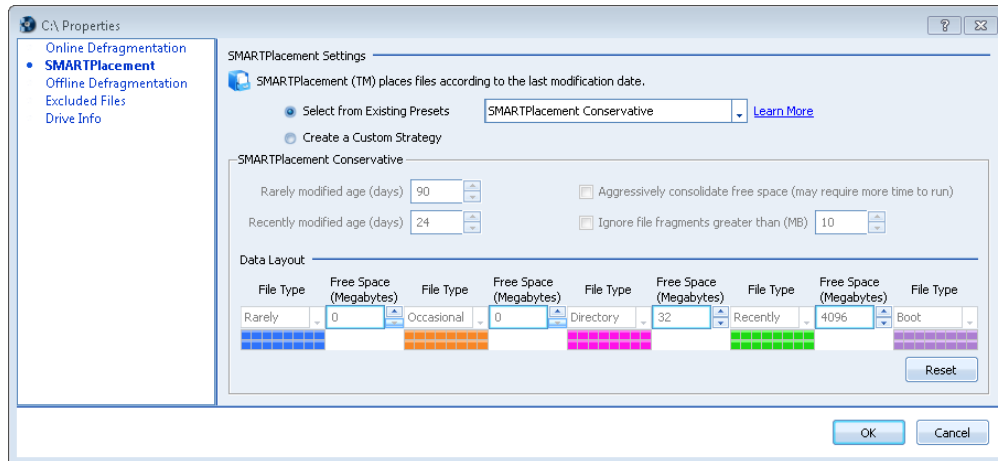 C:\ Properties
Online Defragmentation
SMARTPlacement
Offline Defragmentation
Excluded Files
Drive Info
SMARTPlacement Settings
SMARTPlacement (TM) places files according to the last modification date.
Select from Existing Presets SMARTPlacement Conservative Learn More
Create a Custom Strategy
SMARTPlacement Conservative
Rarely modified age (days) 90 Aggressively consolidate free space (may require more time to run)
Recently modified age (days) 24 Ignore file fragments greater than (MB) 10
Data Layout
File Type Free Space (Megabytes) File Type Free Space (Megabytes) File Type Free Space (Megabytes) File Type Free Space (Megabytes) File Type
Rarely 0 Occasional 0 Directory 32 Recently 4096 Boot
Reset
OK Cancel